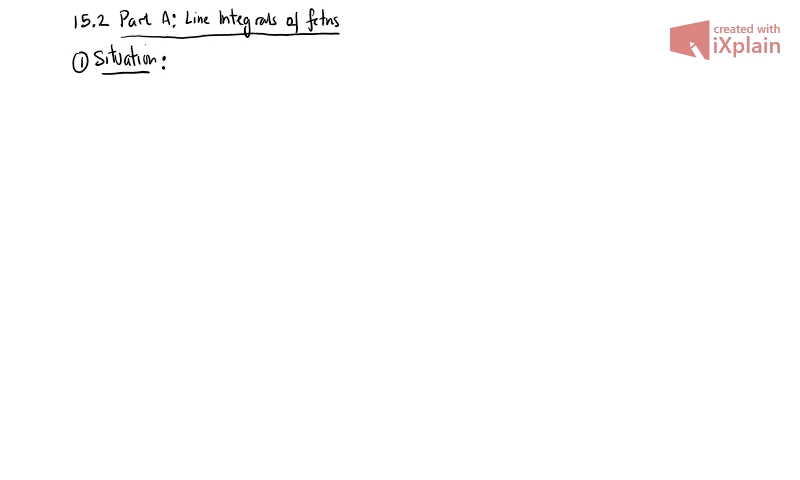 15.2 Part A: Line Integrals of fctns
① Situation:
created with
iXplain